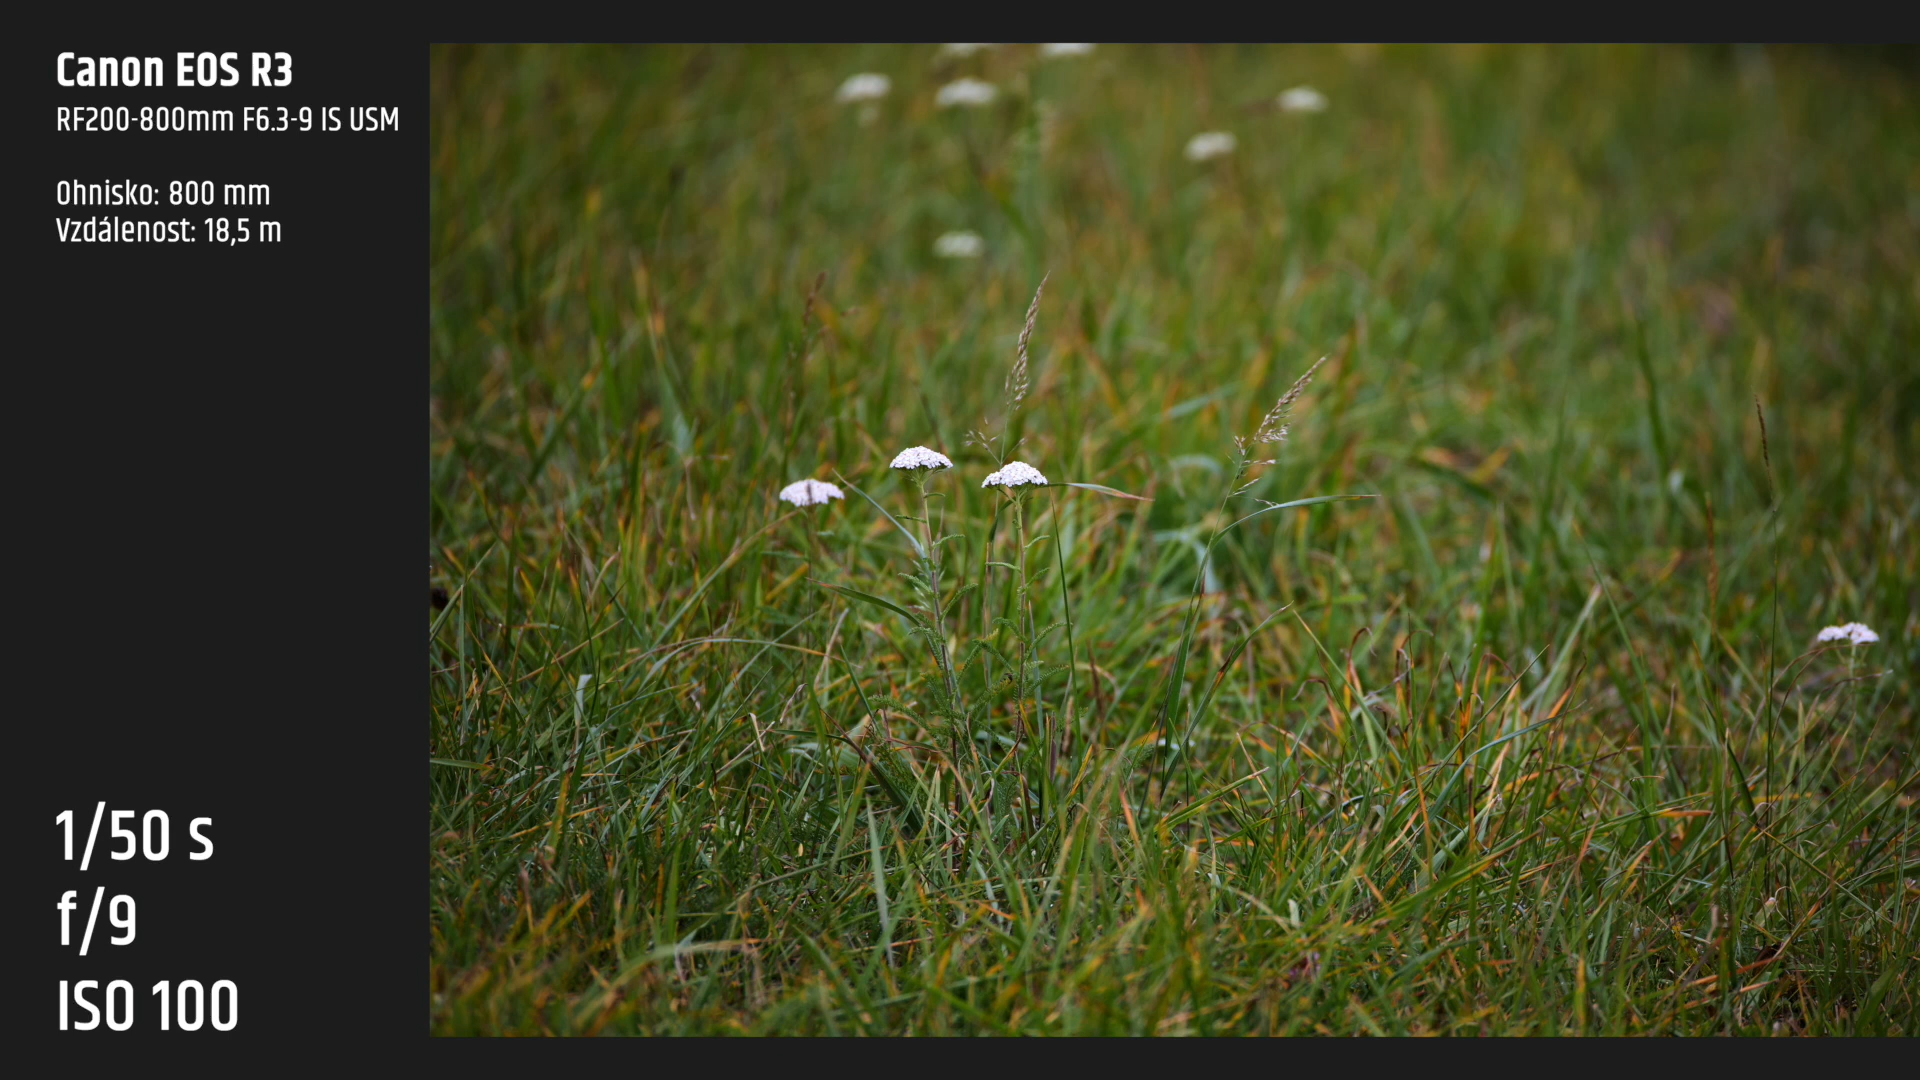 Canon EOS R3
RF200-800mm F6.3-9 IS USM
Ohnisko: 800 mm
Vzdálenost: 18,5 m
1/50 s
f/9
ISO 100